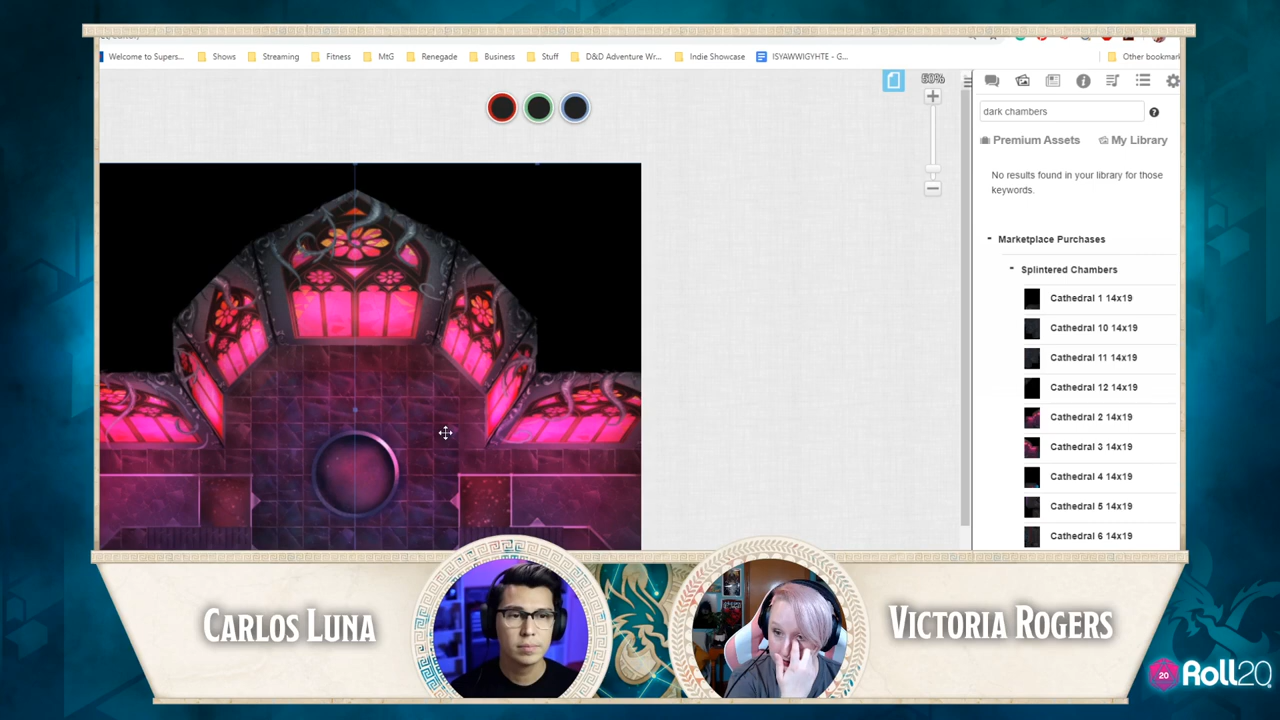 Welcome to Supers...
Shows
Streaming
Fitness
MtG
Renegade
Business
Stuff
D&D Adventure Wr...
Indie Showcase
ISYAWWIGYHTE - G...
Other bookmark
60%
dark chambers
?
Premium Assets
My Library
No results found in your library for those
keywords.
Marketplace Purchases
Splintered Chambers
Cathedral 1 14x19
Cathedral 10 14x19
Cathedral 11 14x19
Cathedral 12 14x19
Cathedral 2 14x19
Cathedral 3 14x19
Cathedral 4 14x19
Cathedral 5 14x19
Cathedral 6 14x19
CARLOS LUNA
VICTORIA ROGERS
20
Roll20